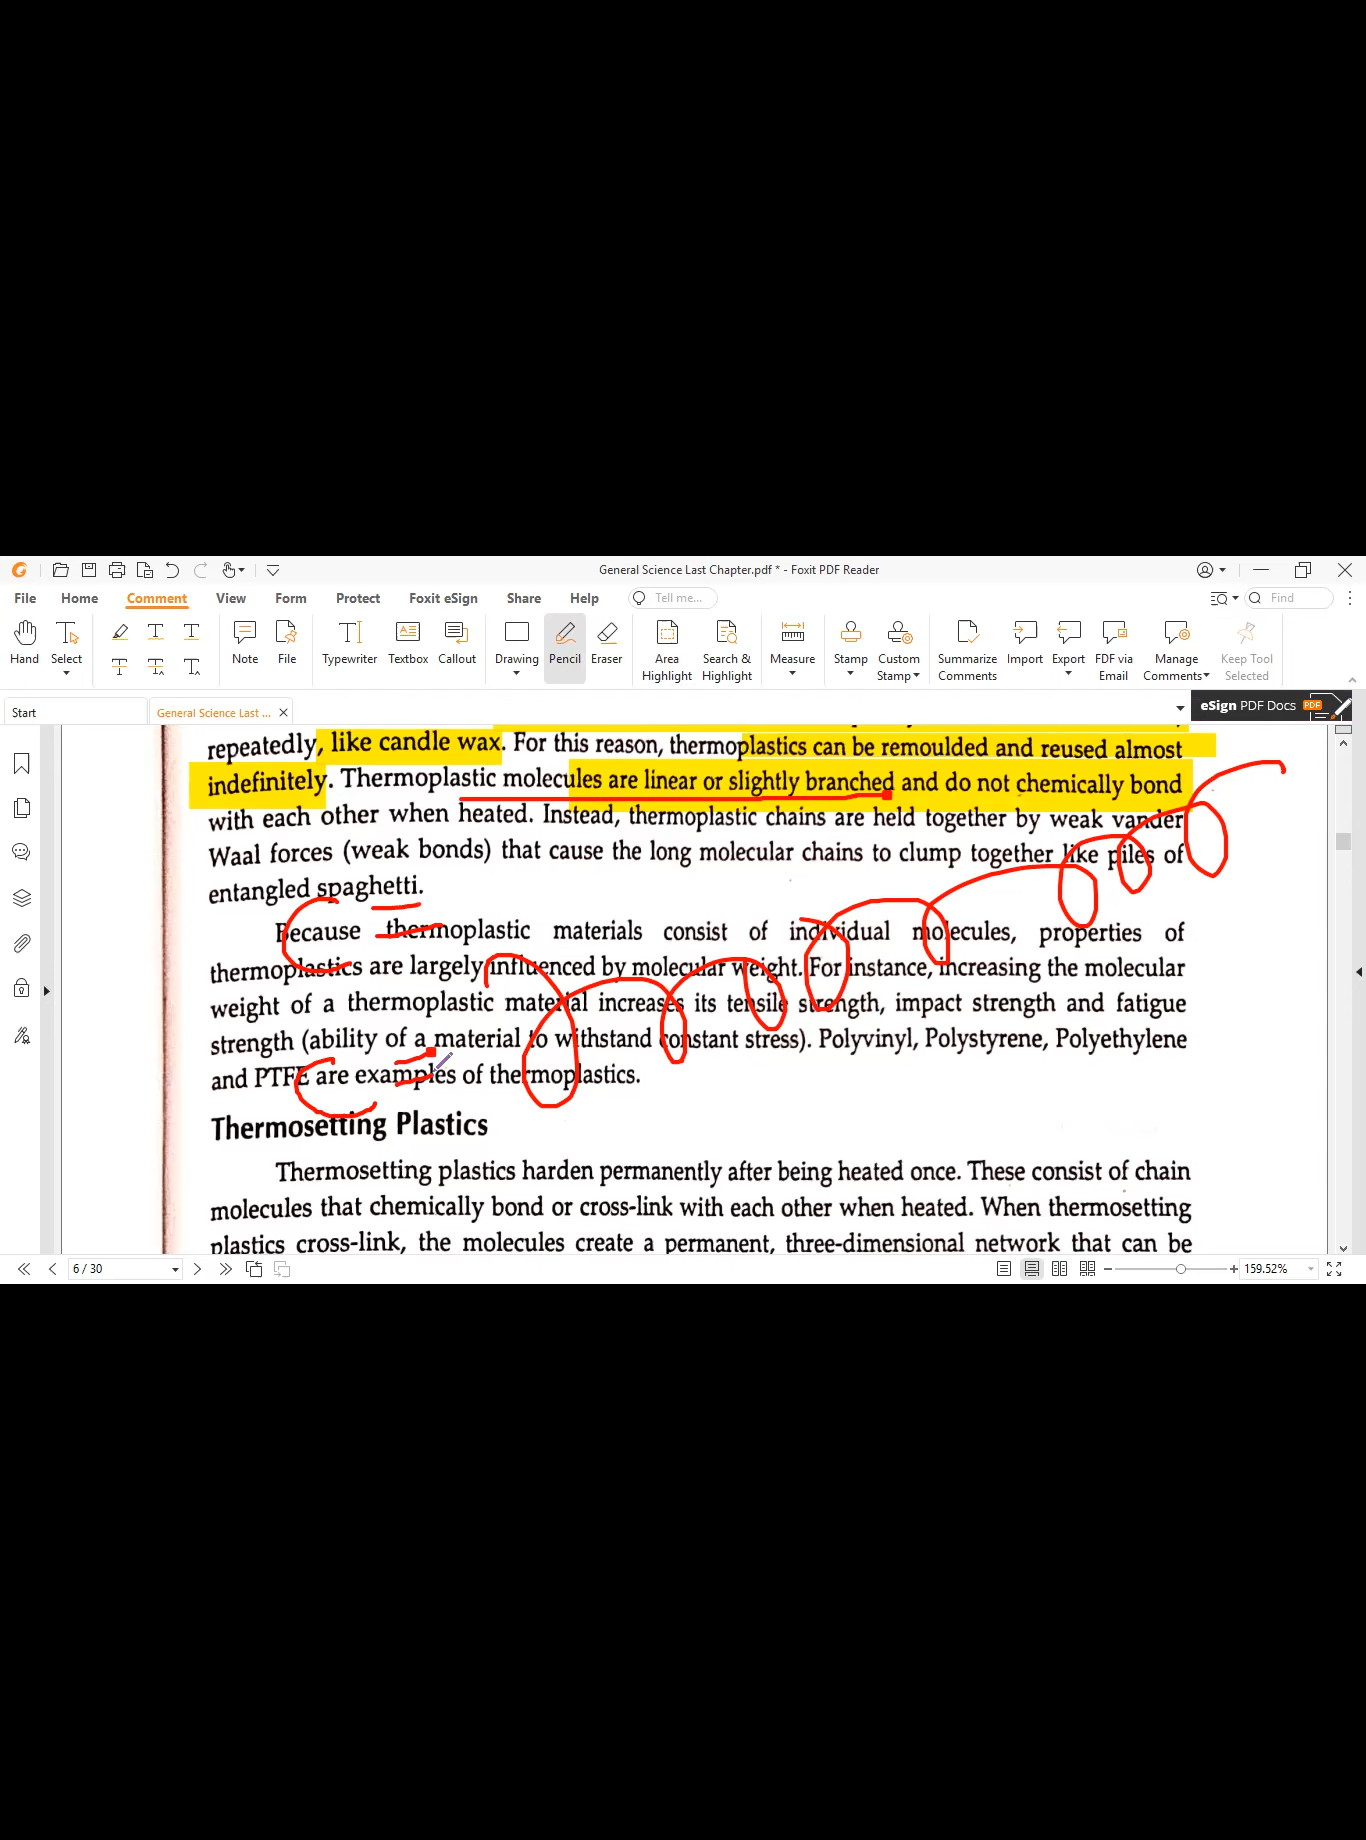 General Science Last Chapter.pdf * - Foxit PDF Reader
File Home Comment View Form Protect Foxit eSign Share Help Tell me... Find
Hand Select Note File Typewriter Textbox Callout Drawing Pencil Eraser Area Highlight Search & Highlight Measure Stamp Custom Stamp Summarize Comments Import Export FDF via Email Manage Comments Keep Tool Selected
Start General Science Last ... eSign PDF Docs PDF
repeatedly, like candle wax. For this reason, thermoplastics can be remoulded and reused almost
indefinitely. Thermoplastic molecules are linear or slightly branched and do not chemically bond
with each other when heated. Instead, thermoplastic chains are held together by weak vander
Waal forces (weak bonds) that cause the long molecular chains to clump together like piles of
entangled spaghetti.
Because thermoplastic materials consist of individual molecules, properties of
thermoplastics are largely influenced by molecular weight. For instance, increasing the molecular
weight of a thermoplastic material increases its tensile strength, impact strength and fatigue
strength (ability of a material to withstand constant stress). Polyvinyl, Polystyrene, Polyethylene
and PTFE are examples of thermoplastics.
Thermosetting Plastics
Thermosetting plastics harden permanently after being heated once. These consist of chain
molecules that chemically bond or cross-link with each other when heated. When thermosetting
plastics cross-link, the molecules create a permanent, three-dimensional network that can be
6 / 30 159.52%